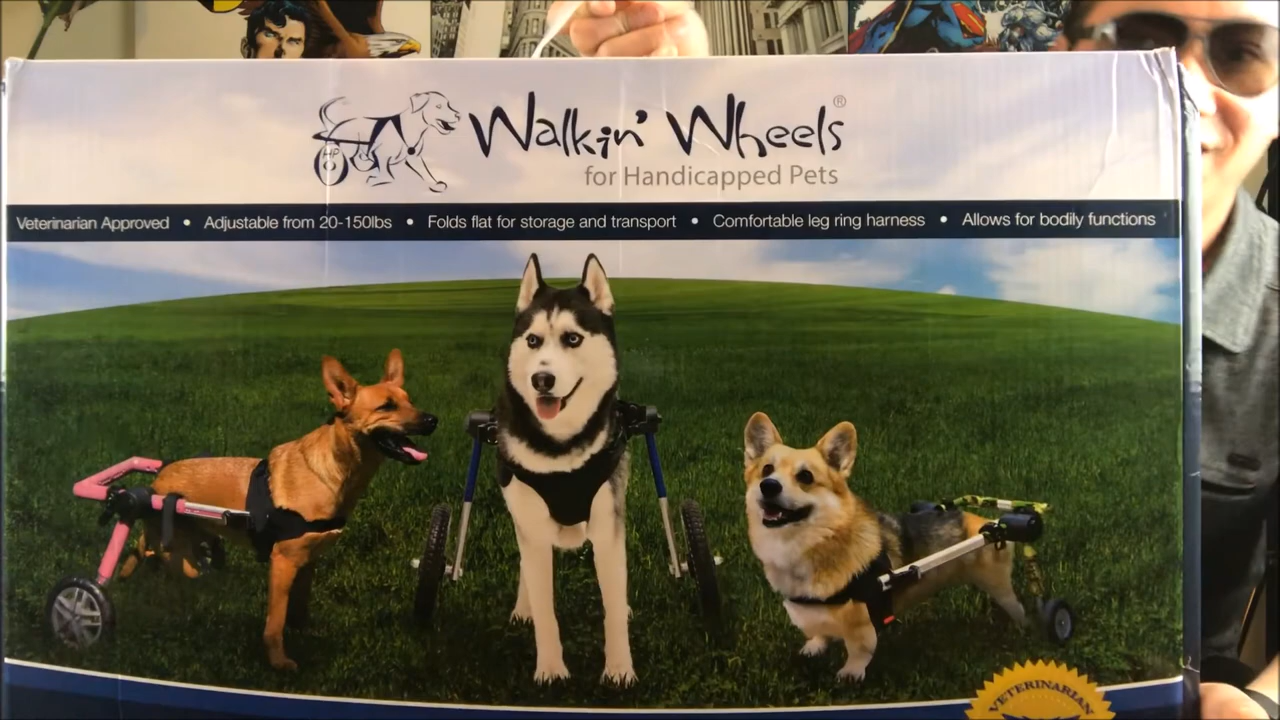 Walkin' Wheels®
for Handicapped Pets
Veterinarian Approved • Adjustable from 20-150lbs • Folds flat for storage and transport • Comfortable leg ring harness • Allows for bodily functions
VETERINARIAN